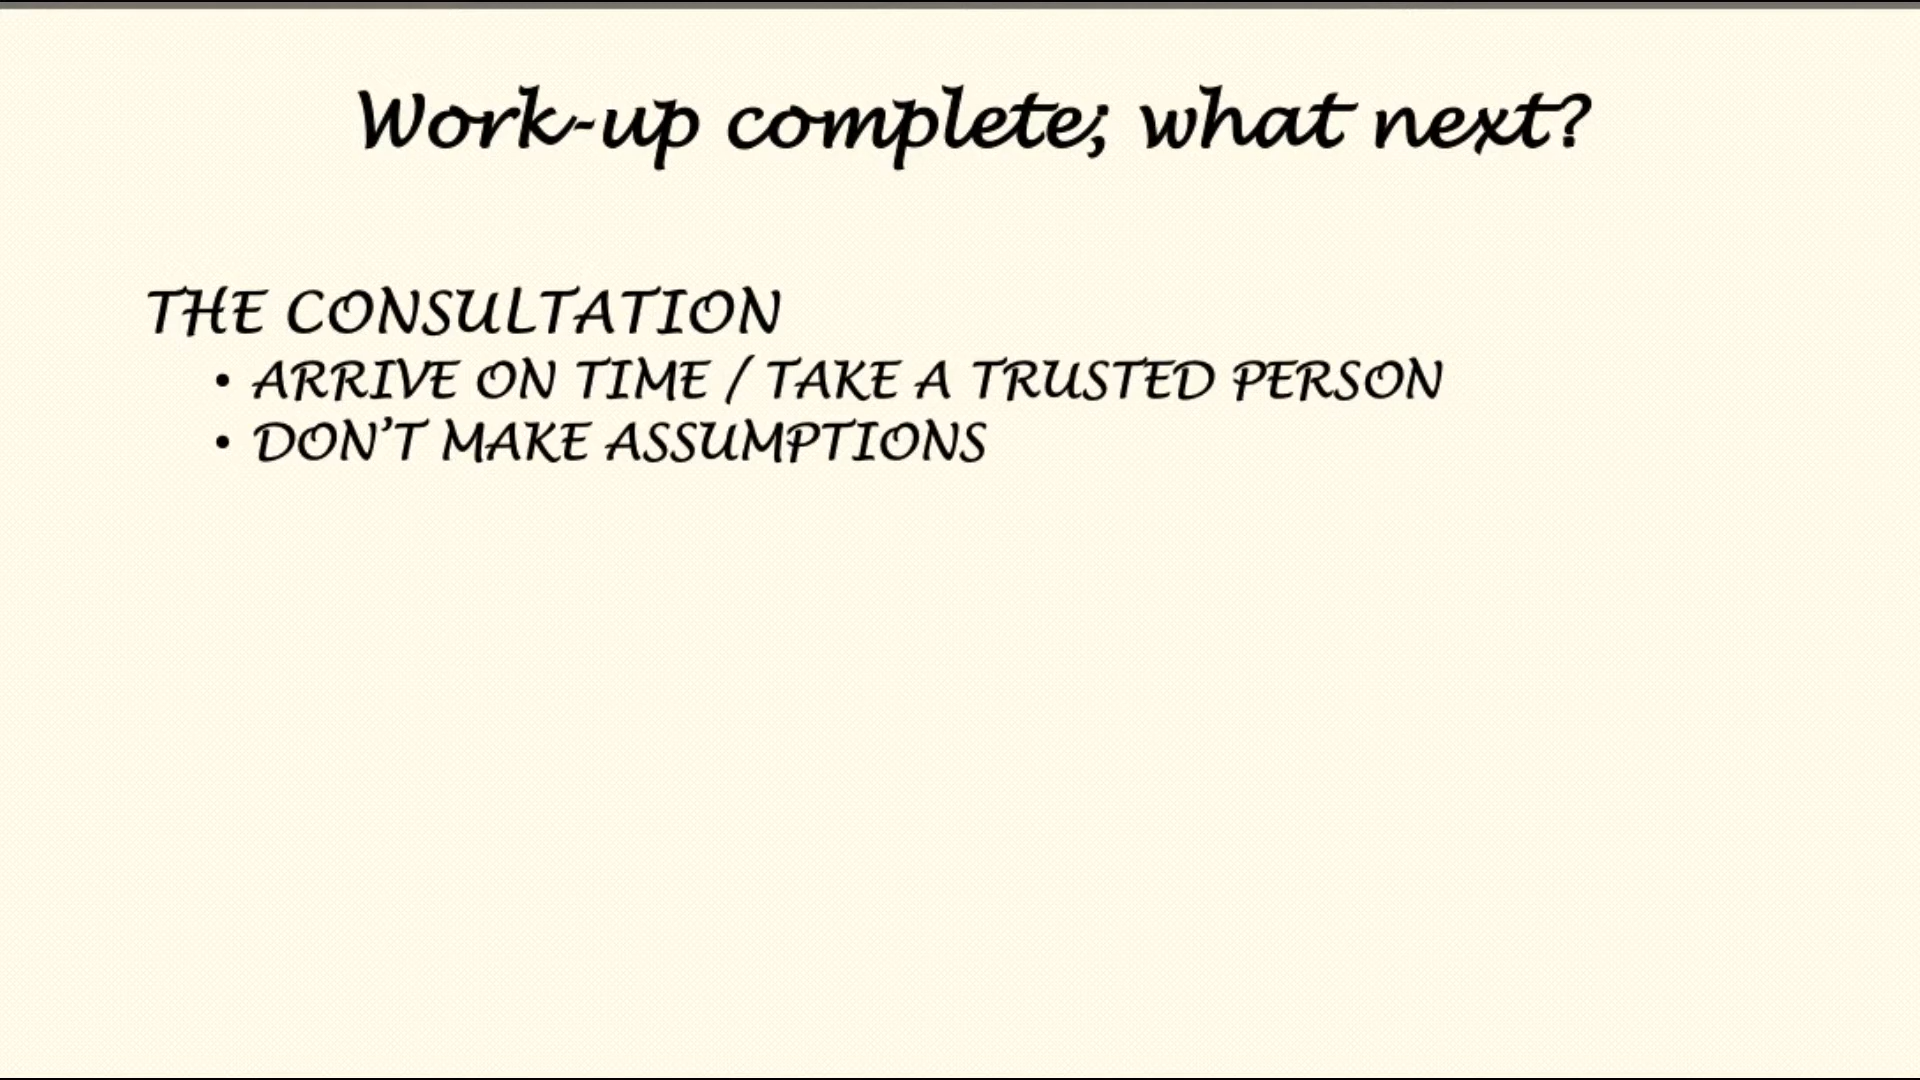 Work-up complete; what next?
THE CONSULTATION
• ARRIVE ON TIME / TAKE A TRUSTED PERSON
• DON’T MAKE ASSUMPTIONS